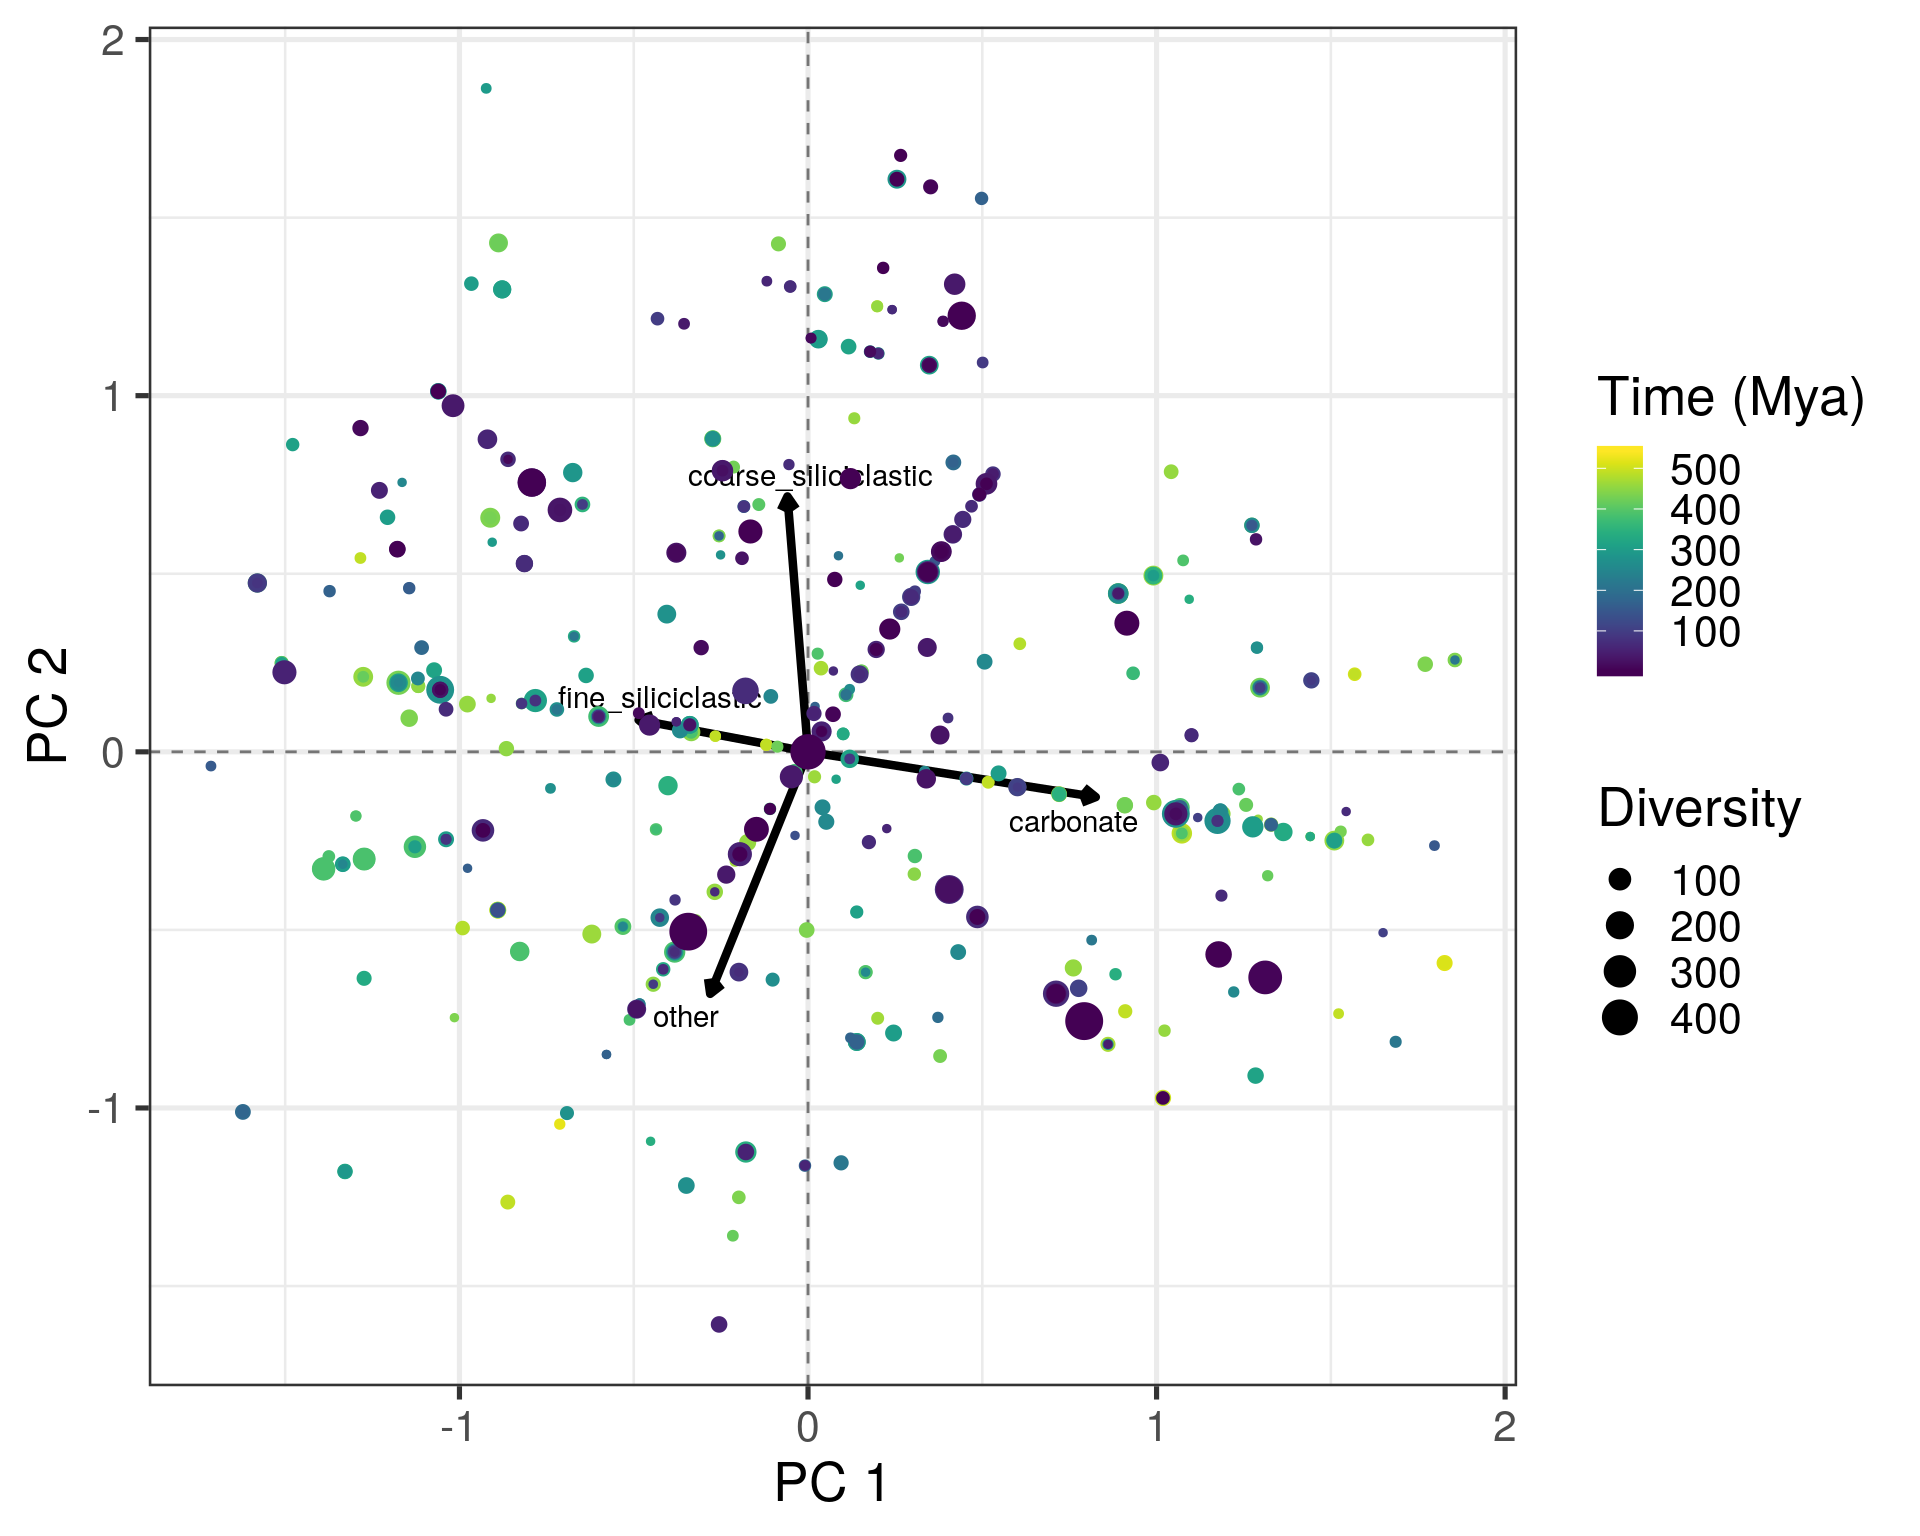 2
1
0
-1
PC 2
coarse_siliciclastic
fine_siliciclastic
carbonate
other
-1
0
1
2
PC 1
Time (Mya)
500
400
300
200
100
Diversity
100
200
300
400